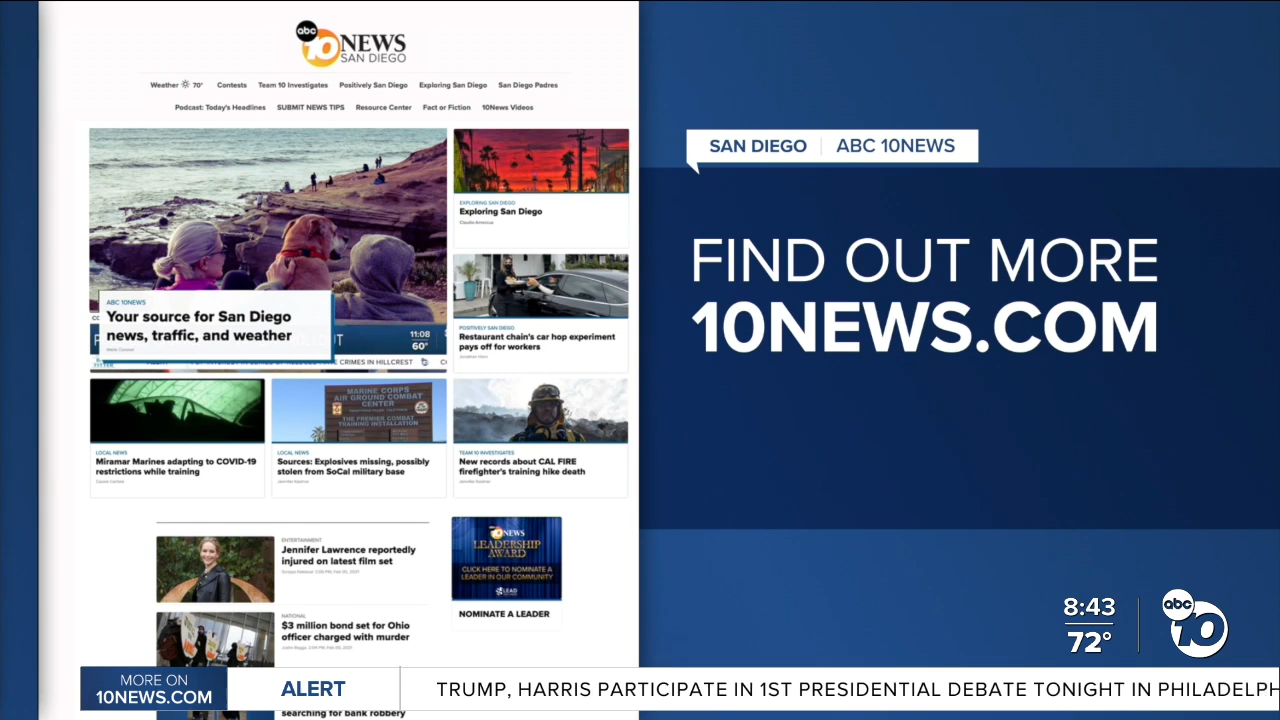 abc
10 NEWS
SAN DIEGO
Weather 70° Contests Team 10 Investigates Positively San Diego Exploring San Diego San Diego Padres
Podcast: Today's Headlines SUBMIT NEWS TIPS Resource Center Fact or Fiction 10News Videos
ABC 10NEWS
Your source for San Diego
news, traffic, and weather
11:08
60°
CRIMES IN HILLCREST
EXPLORING SAN DIEGO
Exploring San Diego
POSITIVELY SAN DIEGO
Restaurant chain's car hop experiment
pays off for workers
LOCAL NEWS
Miramar Marines adapting to COVID-19
restrictions while training
MARINE CORPS
AIR GROUND COMBAT
CENTER
THE PREMIER COMBAT
TRAINING INSTALLATION
LOCAL NEWS
Sources: Explosives missing, possibly
stolen from SoCal military base
TEAM 10 INVESTIGATES
New records about CAL FIRE
firefighter's training hike death
ENTERTAINMENT
Jennifer Lawrence reportedly
injured on latest film set
NATIONAL
$3 million bond set for Ohio
officer charged with murder
searching for bank robbery
10 NEWS
LEADERSHIP
AWARD
CLICK HERE TO NOMINATE A
LEADER IN OUR COMMUNITY
LEAD
NOMINATE A LEADER
SAN DIEGO ABC 10NEWS
FIND OUT MORE
10NEWS.COM
8:43
72°
abc
10
MORE ON
10NEWS.COM
ALERT
TRUMP, HARRIS PARTICIPATE IN 1ST PRESIDENTIAL DEBATE TONIGHT IN PHILADELPH